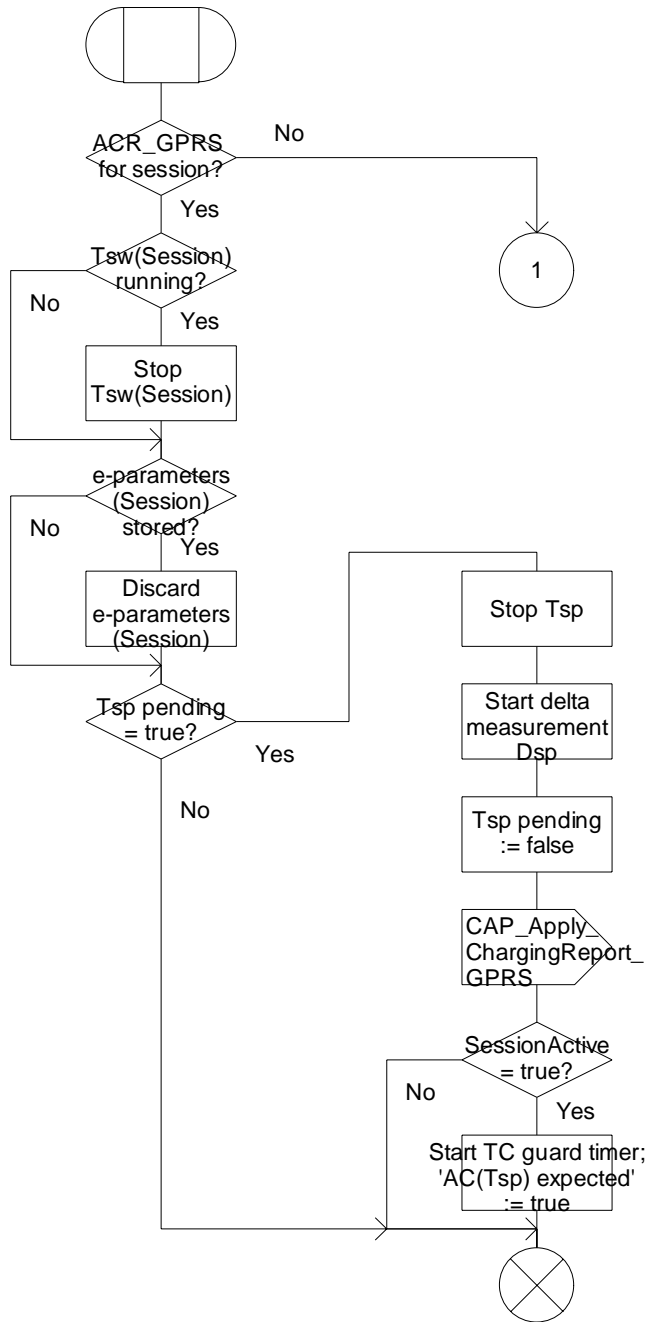 ACR_GPRS
for session?
No
Yes
1
Tsw(Session)
running?
No
Yes
Stop
Tsw(Session)
e-parameters
(Session)
stored?
No
Yes
Discard
e-parameters
(Session)
Stop Tsp
Tsp pending
= true?
Yes
No
Start delta
measurement
Dsp
Tsp pending
:= false
CAP_Apply_
ChargingReport_
GPRS
SessionActive
= true?
No
Yes
Start TC guard timer;
'AC(Tsp) expected'
:= true